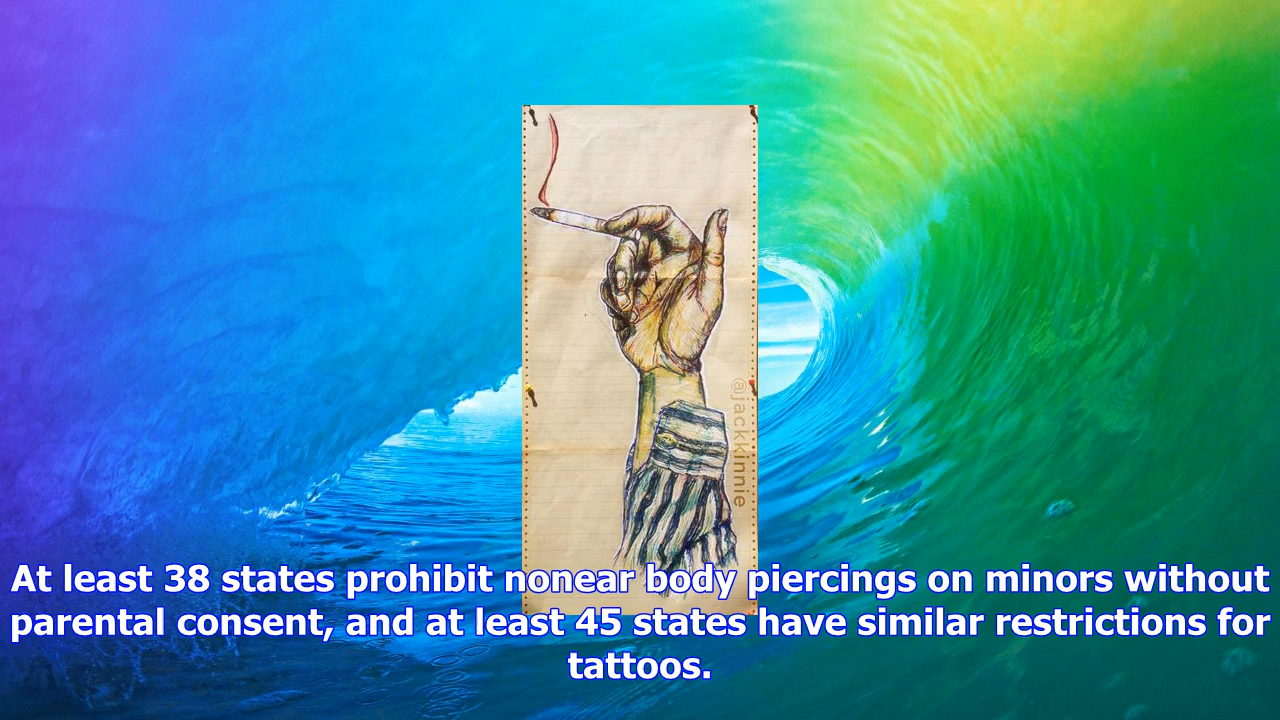 @jackkinnie
At least 38 states prohibit nonear body piercings on minors without
parental consent, and at least 45 states have similar restrictions for
tattoos.